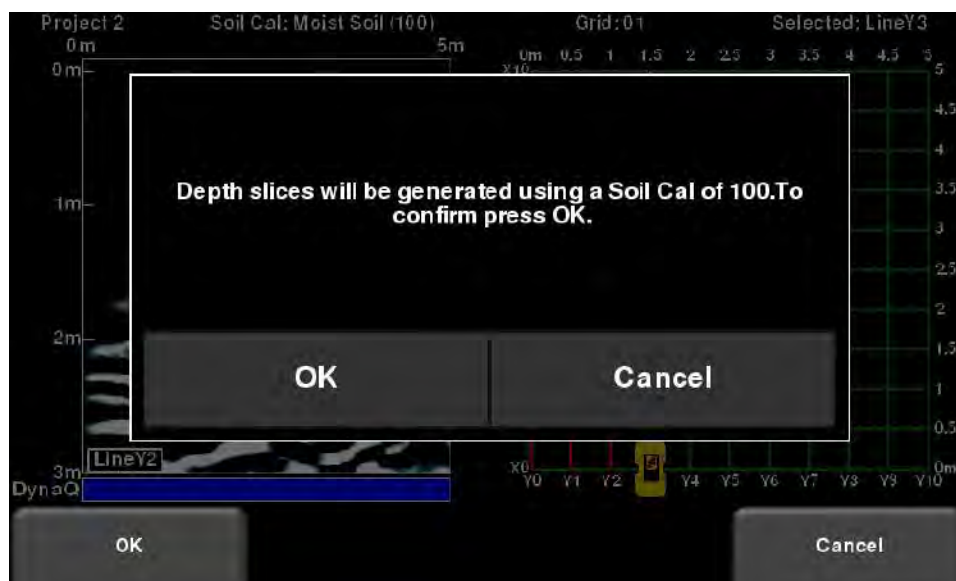 Project 2 Soil Cal: Moist Soil (100) Grid: 01 Selected: LineY3
0m 5m
0m 0.5 1 1.5 2 2.5 3 3.5 4 4.5 5
X10
0m
5
4.5
4
Depth slices will be generated using a Soil Cal of 100.To
confirm press OK.
1m
3.5
3
2.5
2
2m
1.5
OK Cancel
1
0.5
LineY2
3m
X0 0m
Y0 Y1 Y2 Y4 Y5 Y6 Y7 Y8 Y9 Y10
DynaQ
OK Cancel